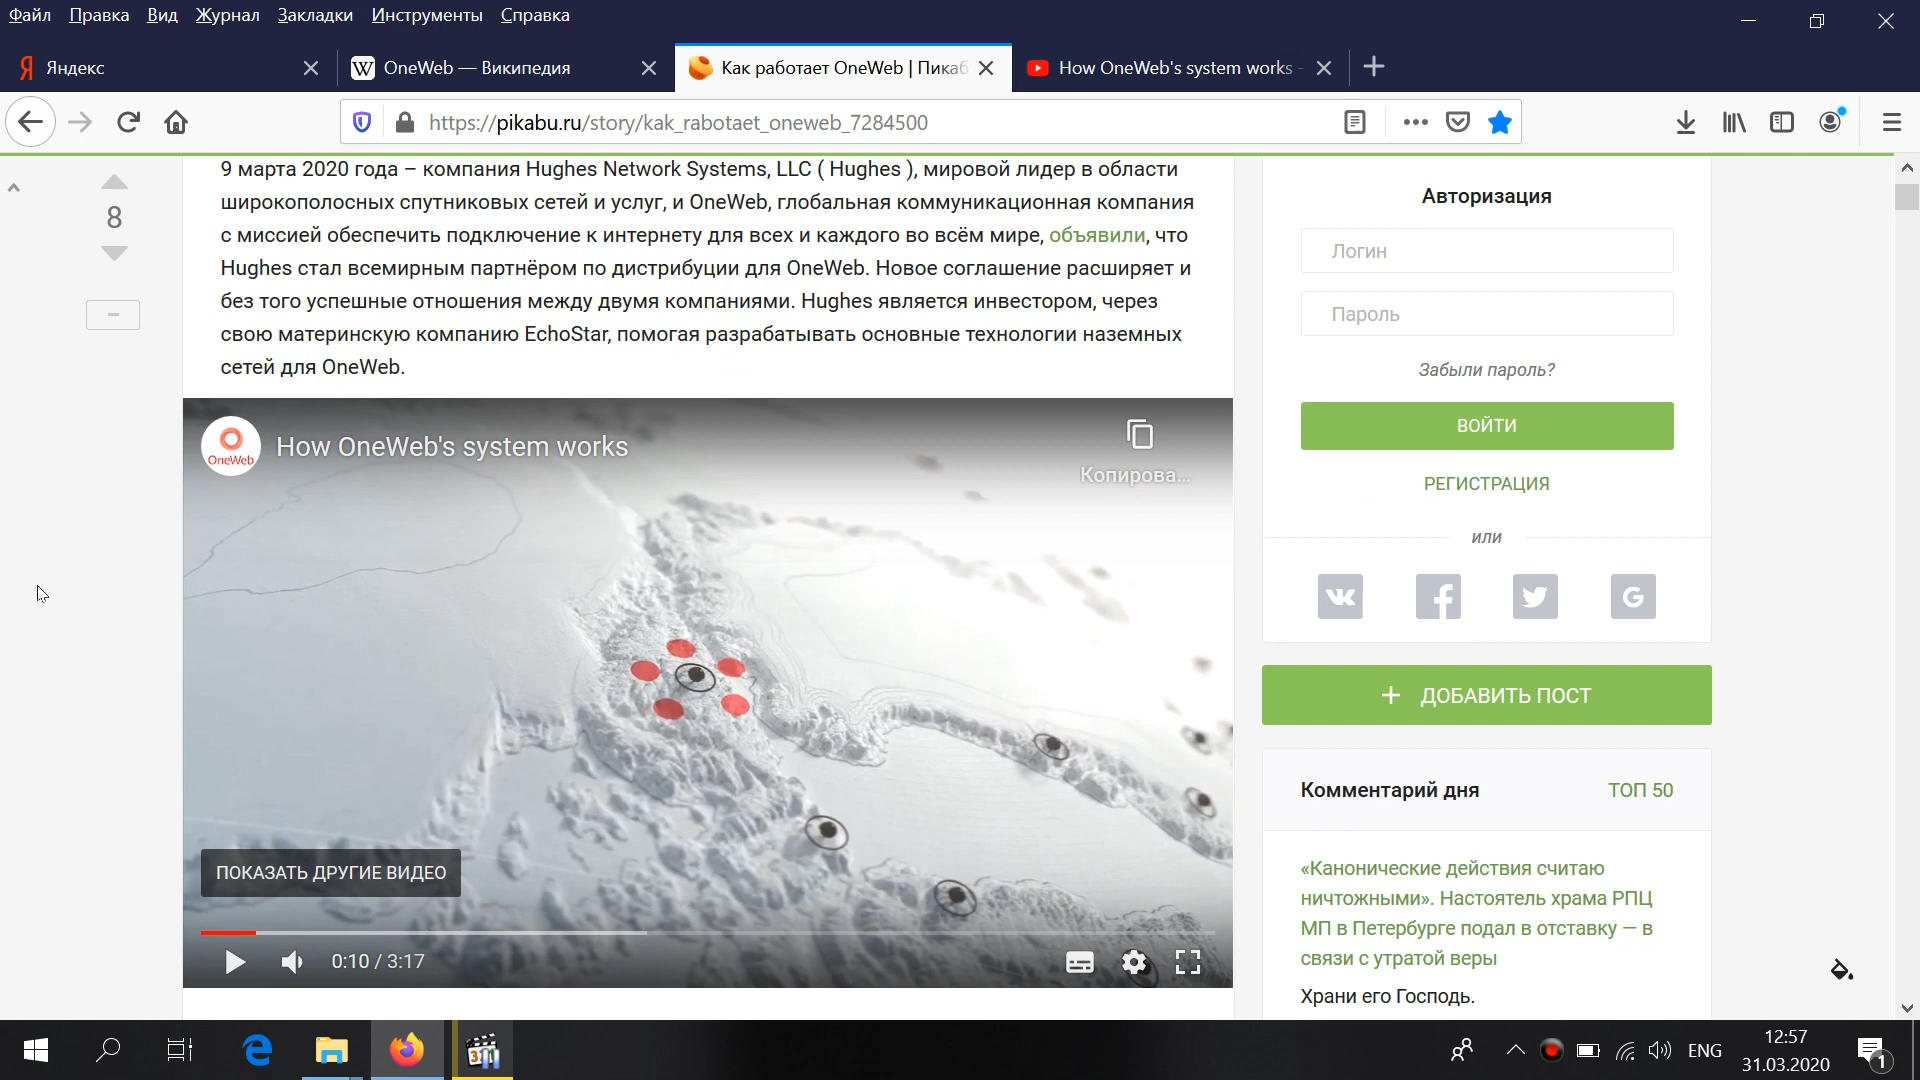 Файл Правка Вид Журнал Закладки Инструменты Справка
Яндекс
OneWeb — Википедия
Как работает OneWeb | Пикаб
How OneWeb's system works -
https://pikabu.ru/story/kak_rabotaet_oneweb_7284500
8
9 марта 2020 года – компания Hughes Network Systems, LLC ( Hughes ), мировой лидер в области
широкополосных спутниковых сетей и услуг, и OneWeb, глобальная коммуникационная компания
с миссией обеспечить подключение к интернету для всех и каждого во всём мире, объявили, что
Hughes стал всемирным партнёром по дистрибуции для OneWeb. Новое соглашение расширяет и
без того успешные отношения между двумя компаниями. Hughes является инвестором, через
свою материнскую компанию EchoStar, помогая разрабатывать основные технологии наземных
сетей для OneWeb.
OneWeb
How OneWeb's system works
Копирова...
ПОКАЗАТЬ ДРУГИЕ ВИДЕО
0:10 / 3:17
Авторизация
Логин
Пароль
Забыли пароль?
ВОЙТИ
РЕГИСТРАЦИЯ
или
+ ДОБАВИТЬ ПОСТ
Комментарий дня
ТОП 50
«Канонические действия считаю
ничтожными». Настоятель храма РПЦ
МП в Петербурге подал в отставку — в
связи с утратой веры
Храни его Господь.
ENG
12:57
31.03.2020
1